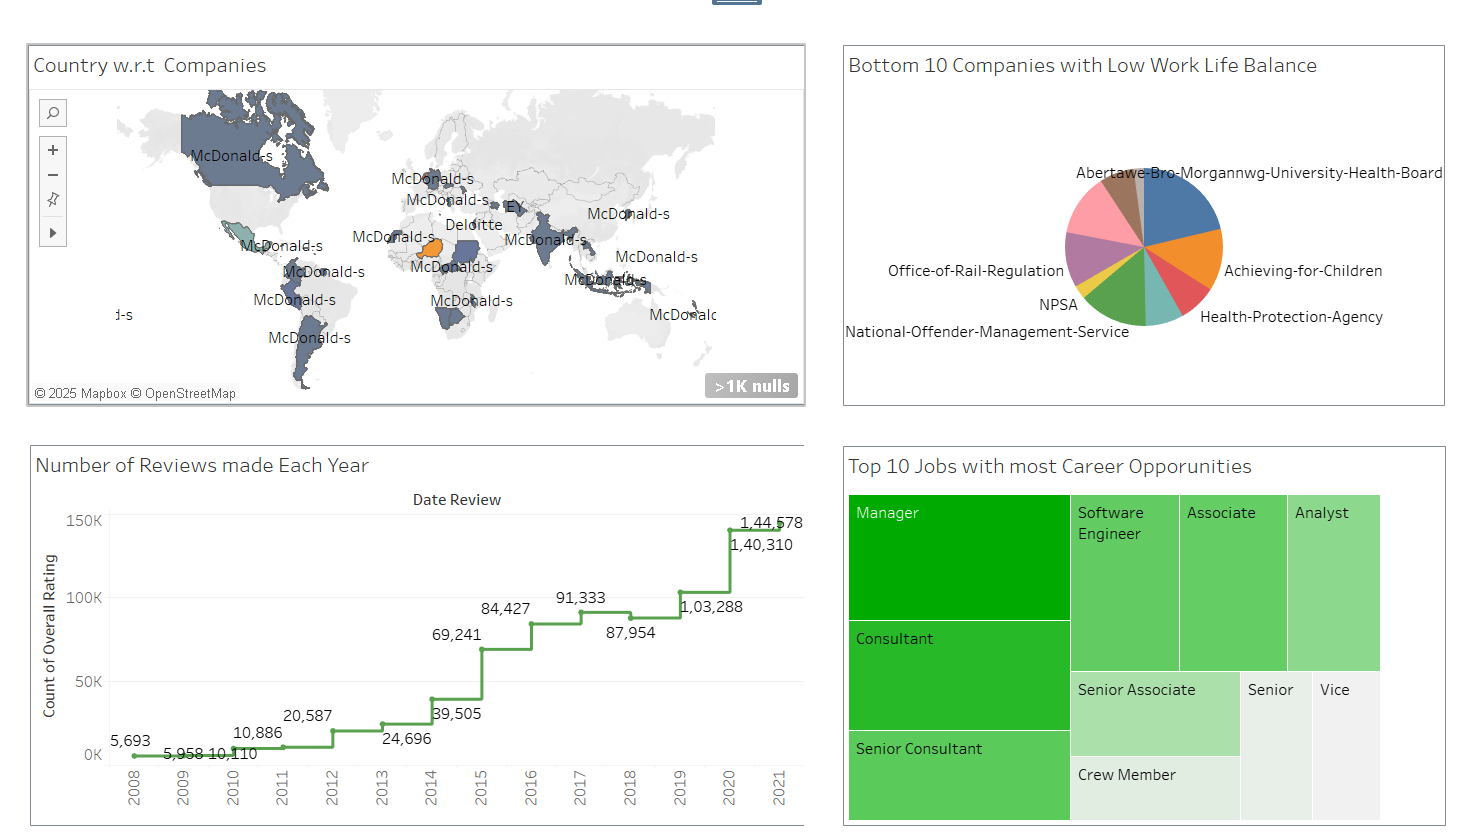 Country w.r.t  Companies
McDonald-s
McDonald-s
McDonald-s
EY
McDonald-s
Deloitte
McDonald-s
McDonald-s
McDonald-s
McDonald-s
McDonald-s
McDonald-s
McDonald-s
McDonald-s
McDonald-s
McDonald-s
d-s
McDonald
McDonald-s
© 2025 Mapbox © OpenStreetMap
>1K nulls
Bottom 10 Companies with Low Work Life Balance
Abertawe-Bro-Morgannwg-University-Health-Board
Office-of-Rail-Regulation
Achieving-for-Children
NPSA
Health-Protection-Agency
National-Offender-Management-Service
Number of Reviews made Each Year
Date Review
Count of Overall Rating
150K
100K
50K
0K
5,693
5,958
10,110
10,886
20,587
24,696
39,505
69,241
84,427
91,333
87,954
1,03,288
1,40,310
1,44,578
2008
2009
2010
2011
2012
2013
2014
2015
2016
2017
2018
2019
2020
2021
Top 10 Jobs with most Career Opporunities
Manager
Software
Engineer
Associate
Analyst
Consultant
Senior Associate
Senior
Vice
Senior Consultant
Crew Member